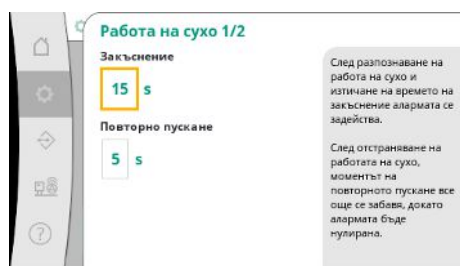 Работа на сухо 1/2
Закъснение
15 s
Повторно пускане
5 s
След разпознаване на
работа на сухо и
изтичане на времето на
закъснение алармата се
задейства.
След отстраняване на
работата на сухо,
моментът на
повторното пускане все
още се забавя, докато
алармата бъде
нулирана.